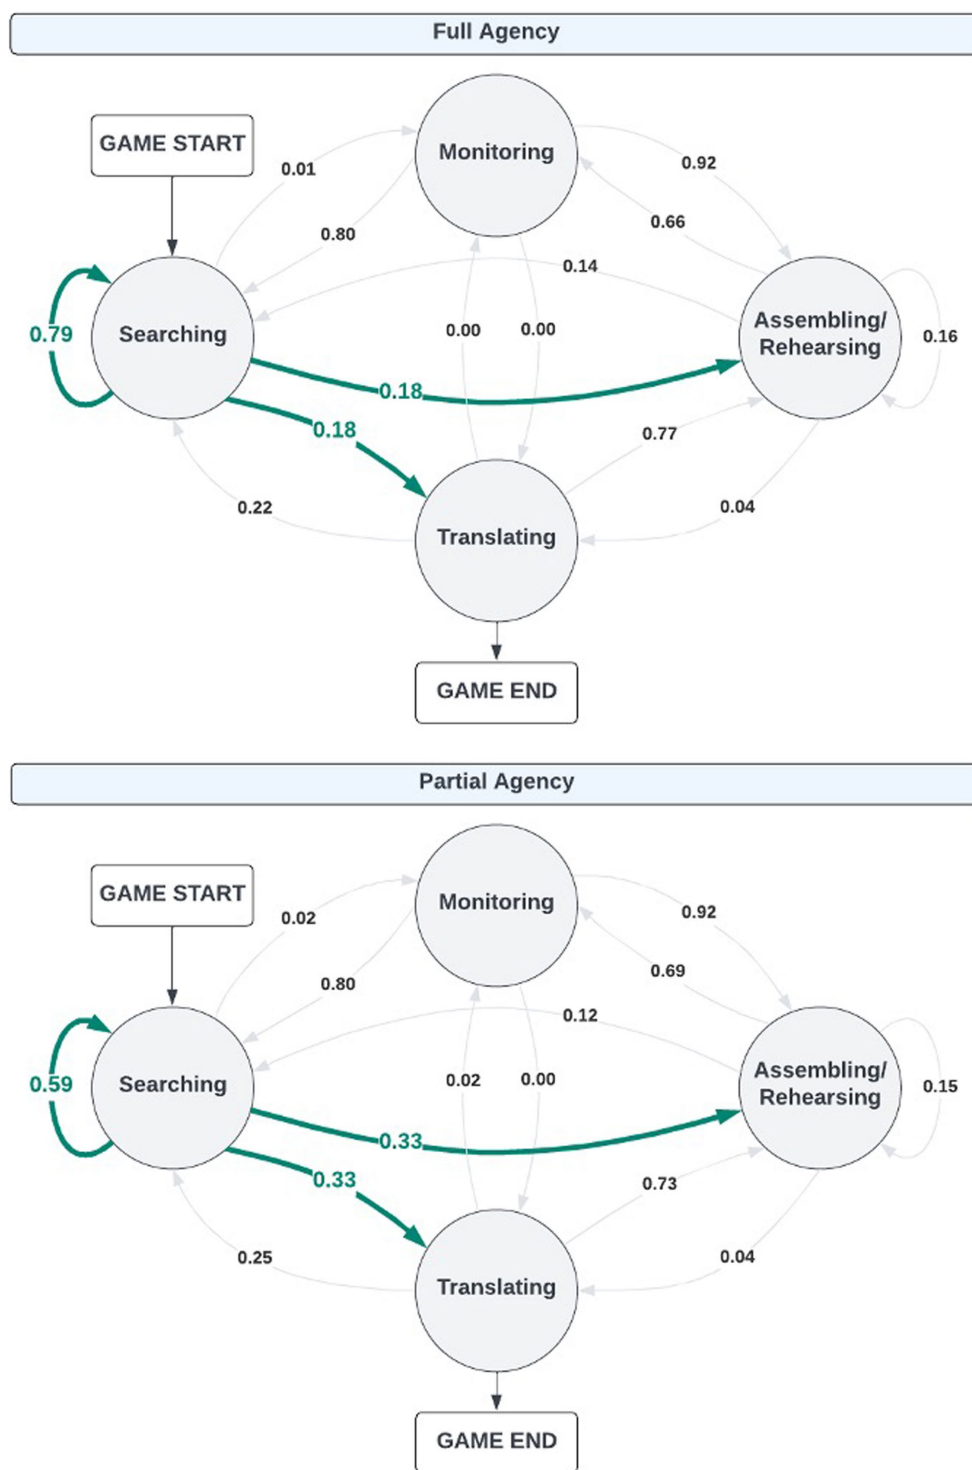 Full Agency
GAME START
Monitoring
0.01
0.92
0.80
0.66
0.14
Searching
Assembling/
Rehearsing
0.79
0.00
0.00
0.16
0.18
0.18
0.77
0.22
0.04
Translating
GAME END
Partial Agency
GAME START
Monitoring
0.02
0.92
0.80
0.69
0.12
Searching
Assembling/
Rehearsing
0.59
0.02
0.00
0.15
0.33
0.33
0.73
0.25
0.04
Translating
GAME END